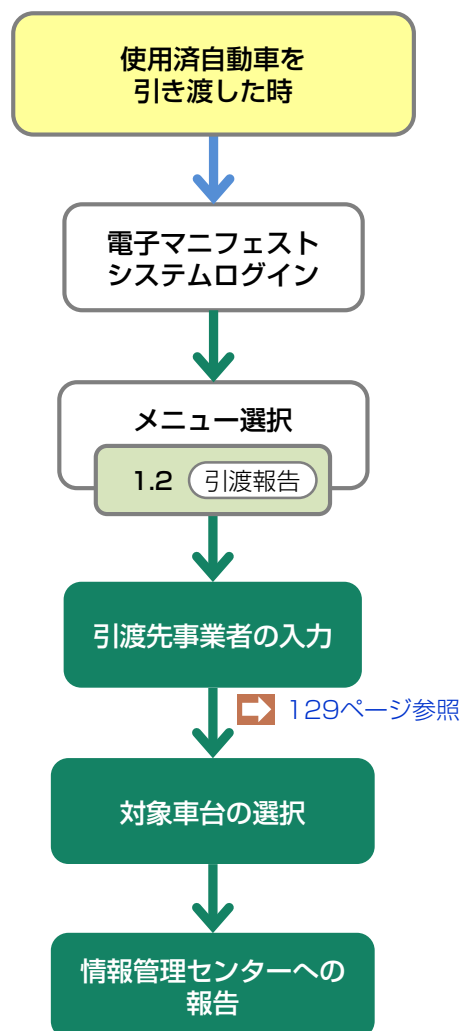 使用済自動車を
引き渡した時
電子マニフェスト
システムログイン
メニュー選択
1.2 引渡報告
引渡先事業者の入力
129ページ参照
対象車台の選択
情報管理センターへの
報告